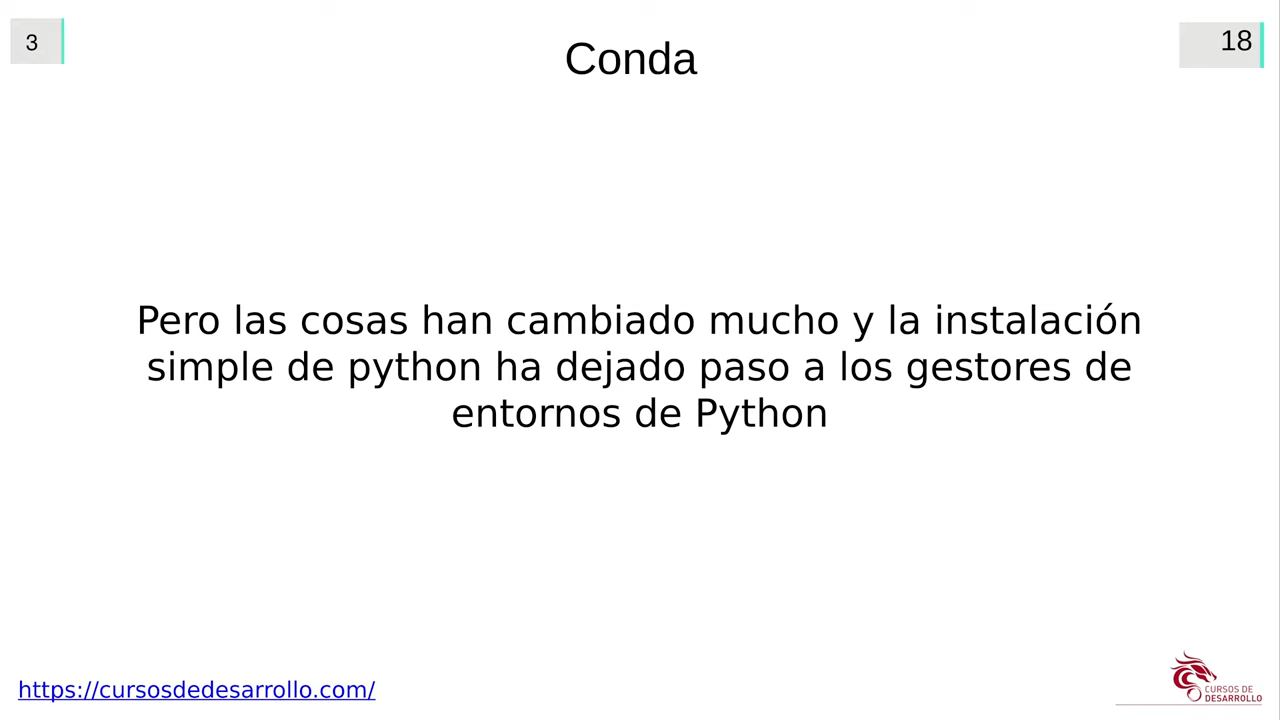 3
Conda
18
Pero las cosas han cambiado mucho y la instalación
simple de python ha dejado paso a los gestores de
entornos de Python
https://cursosdedesarrollo.com/
CURSOS DE
DESARROLLO